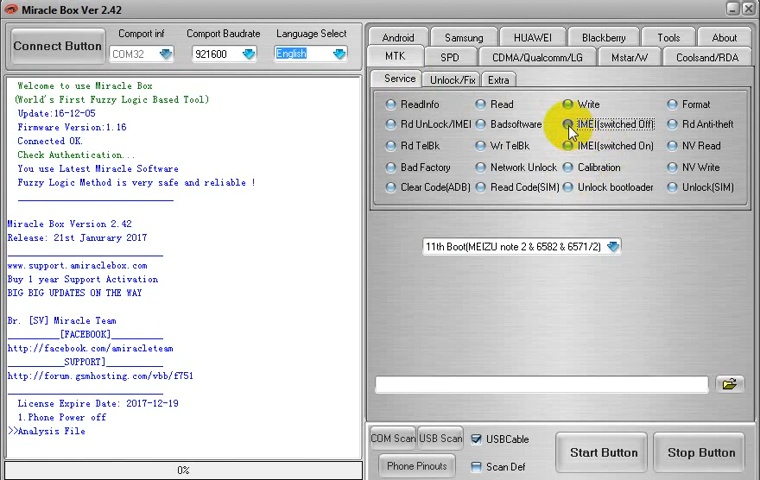 Miracle Box Ver 2.42
Comport inf
Comport Baudrate
Language Select
Connect Button
COM32
921600
English
Welcome to use Miracle Box
(World's First Fuzzy Logic Based Tool)
Update:16-12-05
Firmware Version:1.16
Connected OK.
Check Authentication...
You use Latest Miracle Software
Fuzzy Logic Method is very safe and reliable !
Miracle Box Version 2.42
Release: 21st Janurary 2017
www.support.amiraclebox.com
Buy 1 year Support Activation
BIG BIG UPDATES ON THE WAY
Br. [SV] Miracle Team
[FACEBOOK]
http://facebook.com/amiracleteam
SUPPORT]
http://forum.gsmhosting.com/vbb/f751
License Expire Date: 2017-12-19
1.Phone Power off
>>Analysis File
0%
Android Samsung HUAWEI Blackberry Tools About
MTK SPD CDMA/Qualcomm/LG Mstar/W Coolsand/RDA
Service Unlock/Fix Extra
ReadInfo Read Write Format
Rd UnLock/IMEI Badsoftware IMEI(switched Off) Rd Anti-theft
Rd TelBk Wr TelBk IMEI(switched On) NV Read
Bad Factory Network Unlock Calibration NV Write
Clear Code(ADB) Read Code(SIM) Unlock bootloader Unlock(SIM)
11th Boot(MEIZU note 2 & 6582 & 6571/2)
COM Scan USB Scan USBCable
Phone Pinouts Scan Def
Start Button Stop Button